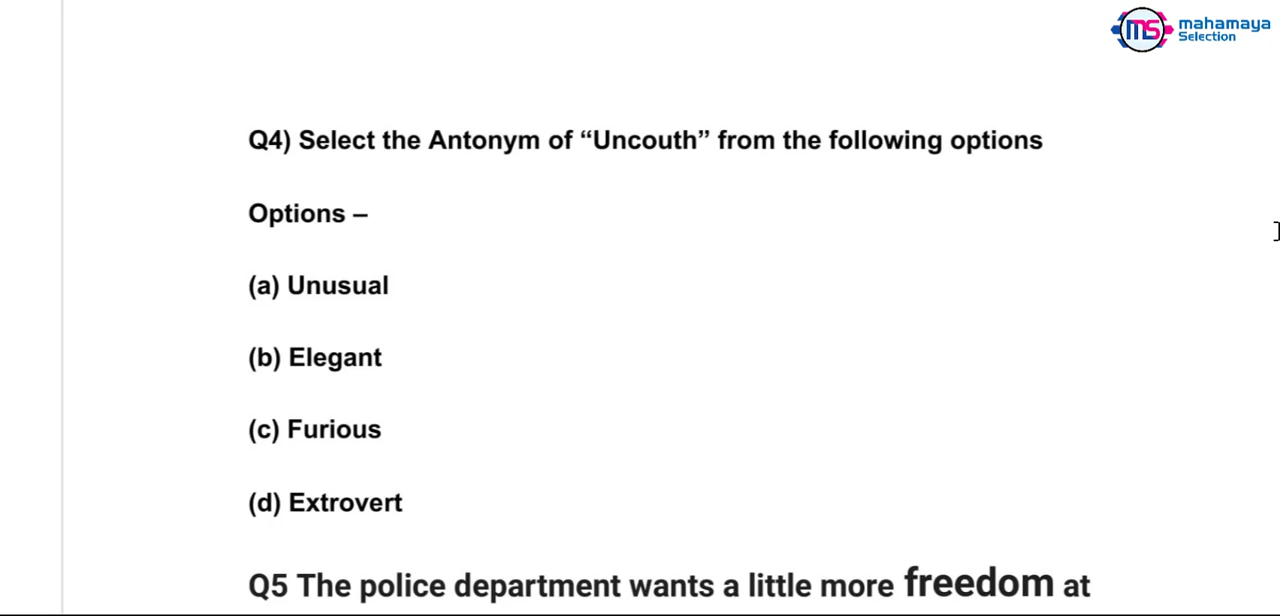 mahamaya
Selection
Q4) Select the Antonym of “Uncouth” from the following options
Options –
(a) Unusual
(b) Elegant
(c) Furious
(d) Extrovert
Q5 The police department wants a little more freedom at